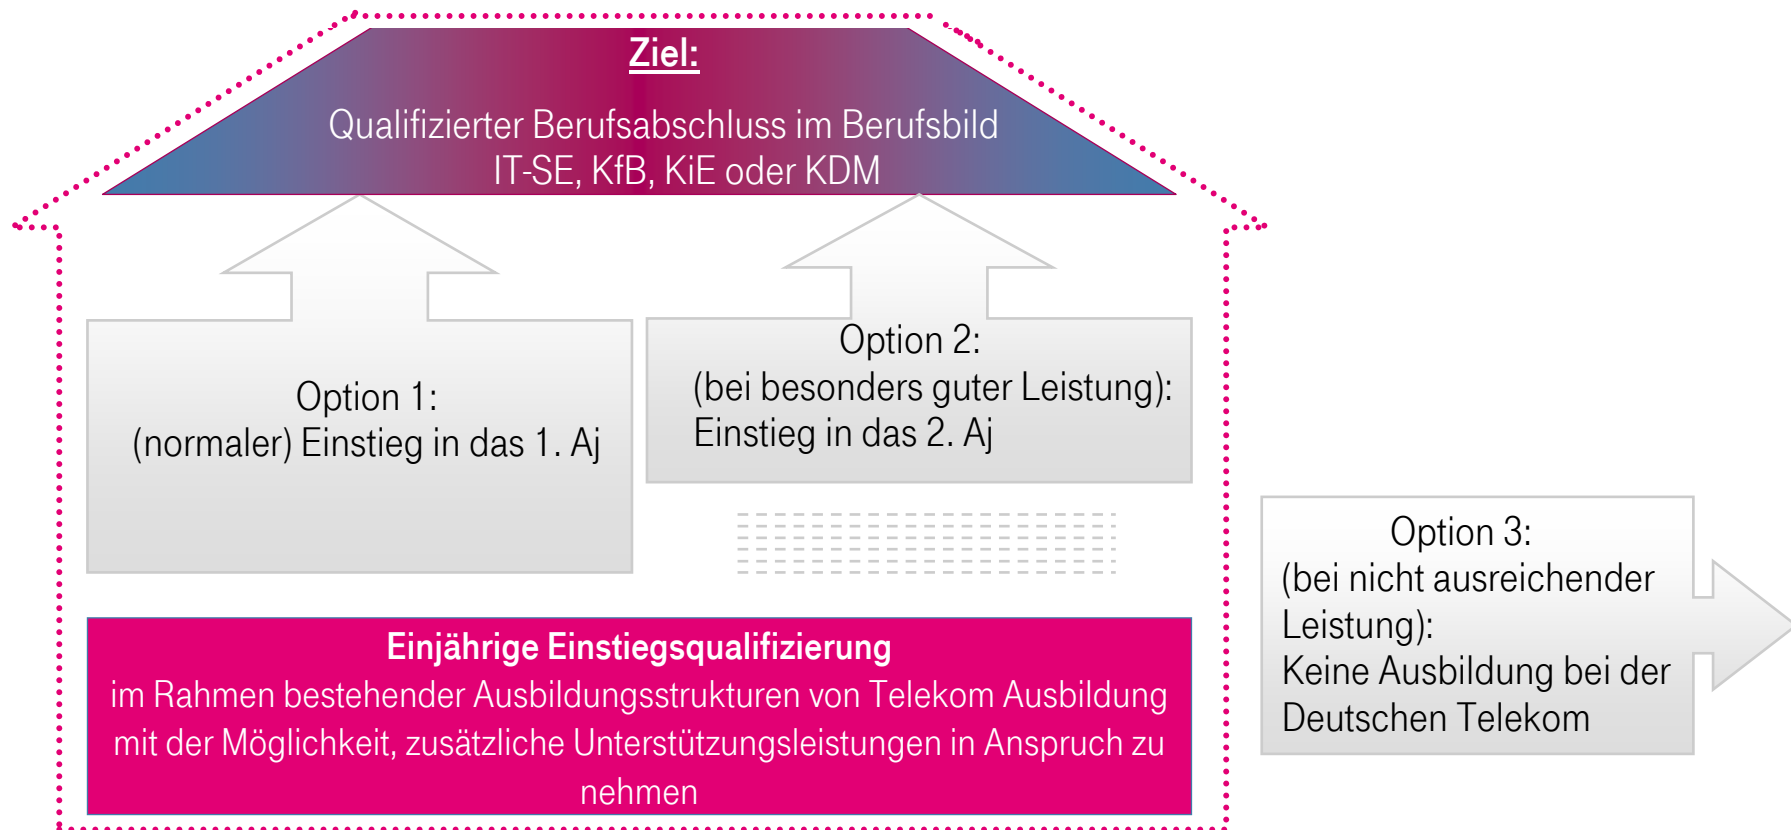 Ziel:
Qualifizierter Berufsabschluss im Berufsbild
IT-SE, KfB, KiE oder KDM
Option 1:
(normaler) Einstieg in das 1. Aj
Option 2:
(bei besonders guter Leistung):
Einstieg in das 2. Aj
Option 3:
(bei nicht ausreichender
Leistung):
Keine Ausbildung bei der
Deutschen Telekom
Einjährige Einstiegsqualifizierung
im Rahmen bestehender Ausbildungsstrukturen von Telekom Ausbildung
mit der Möglichkeit, zusätzliche Unterstützungsleistungen in Anspruch zu
nehmen